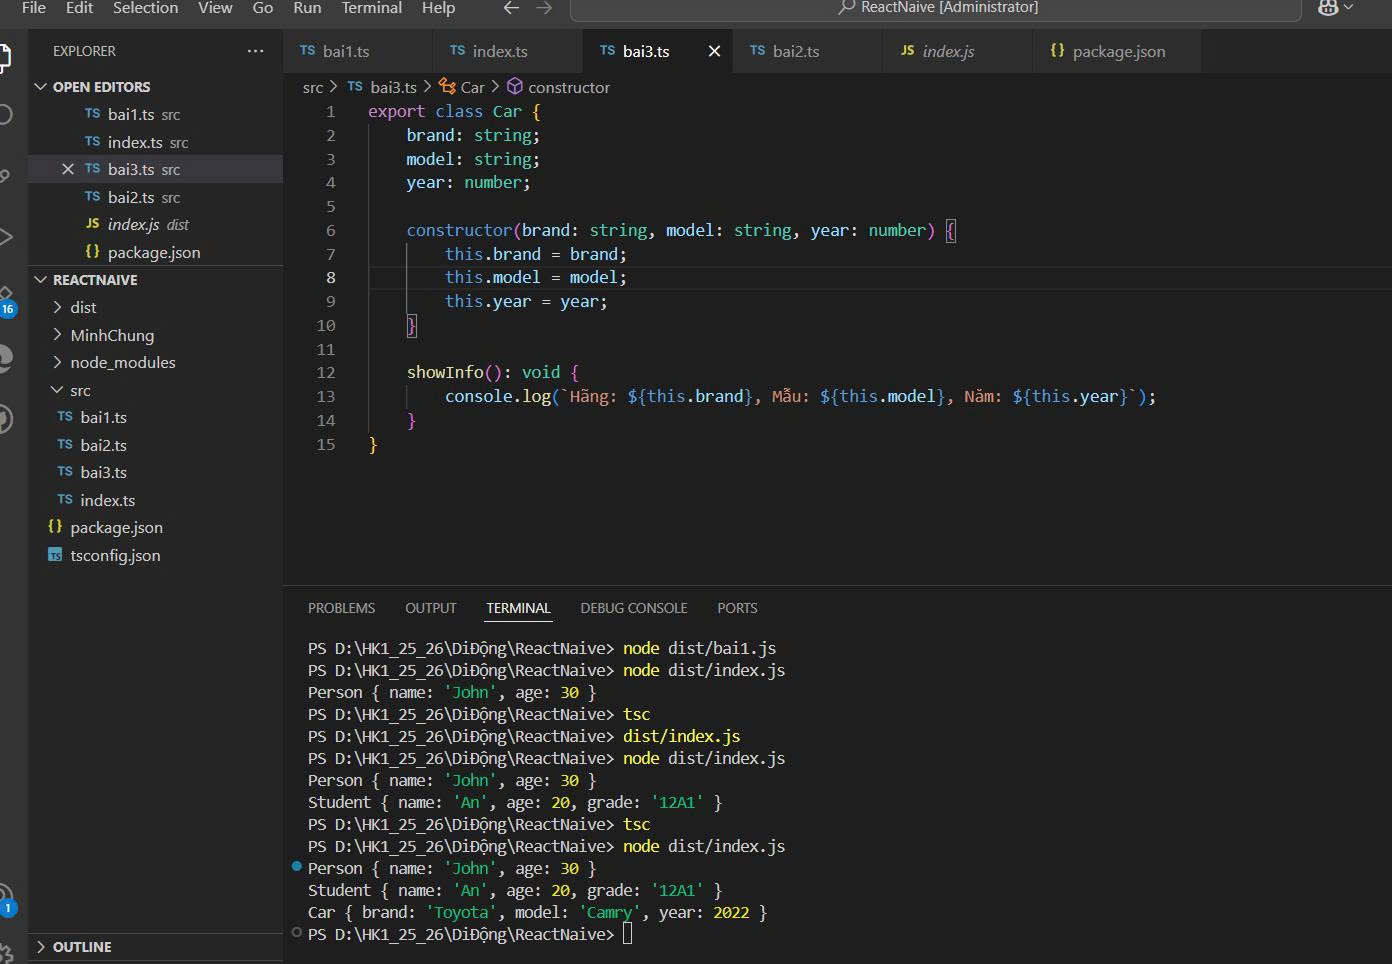 File Edit Selection View Go Run Terminal Help
ReactNaive [Administrator]
EXPLORER
OPEN EDITORS
TS bai1.ts src
TS index.ts src
TS bai3.ts src
TS bai2.ts src
JS index.js dist
{} package.json
REACTNAIVE
dist
MinhChung
node_modules
src
TS bai1.ts
TS bai2.ts
TS bai3.ts
TS index.ts
{} package.json
TS tsconfig.json
OUTLINE
16
1
TS bai1.ts TS index.ts TS bai3.ts TS bai2.ts JS index.js {} package.json
src > TS bai3.ts > Car > constructor
1 export class Car {
2 brand: string;
3 model: string;
4 year: number;
5
6 constructor(brand: string, model: string, year: number) {
7 this.brand = brand;
8 this.model = model;
9 this.year = year;
10 }
11
12 showInfo(): void {
13 console.log(`Hãng: ${this.brand}, Mẫu: ${this.model}, Năm: ${this.year}`);
14 }
15 }
PROBLEMS OUTPUT TERMINAL DEBUG CONSOLE PORTS
PS D:\HK1_25_26\DiĐộng\ReactNaive> node dist/bai1.js
PS D:\HK1_25_26\DiĐộng\ReactNaive> node dist/index.js
Person { name: 'John', age: 30 }
PS D:\HK1_25_26\DiĐộng\ReactNaive> tsc
PS D:\HK1_25_26\DiĐộng\ReactNaive> dist/index.js
PS D:\HK1_25_26\DiĐộng\ReactNaive> node dist/index.js
Person { name: 'John', age: 30 }
Student { name: 'An', age: 20, grade: '12A1' }
PS D:\HK1_25_26\DiĐộng\ReactNaive> tsc
PS D:\HK1_25_26\DiĐộng\ReactNaive> node dist/index.js
Person { name: 'John', age: 30 }
Student { name: 'An', age: 20, grade: '12A1' }
Car { brand: 'Toyota', model: 'Camry', year: 2022 }
PS D:\HK1_25_26\DiĐộng\ReactNaive>